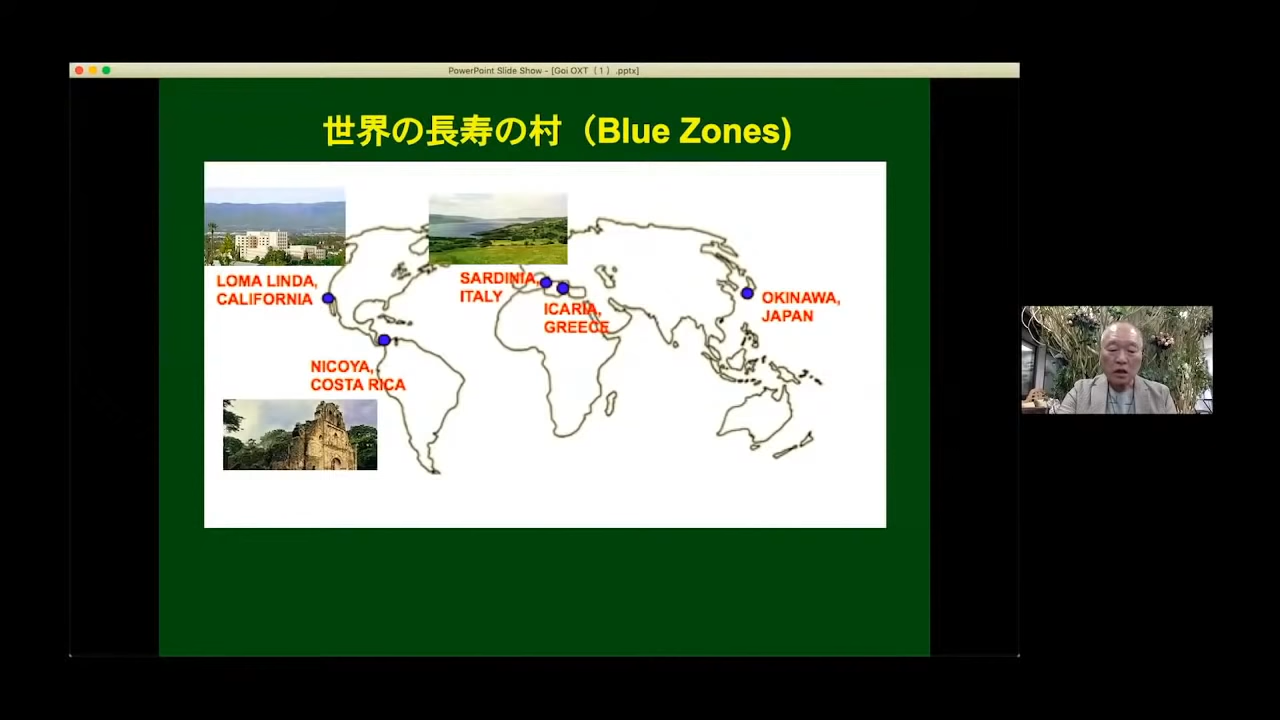 PowerPoint Slide Show - [Goi OXT（1）.pptx]
世界の長寿の村（Blue Zones)
LOMA LINDA,
CALIFORNIA
SARDINIA,
ITALY
ICARIA,
GREECE
OKINAWA,
JAPAN
NICOYA,
COSTA RICA